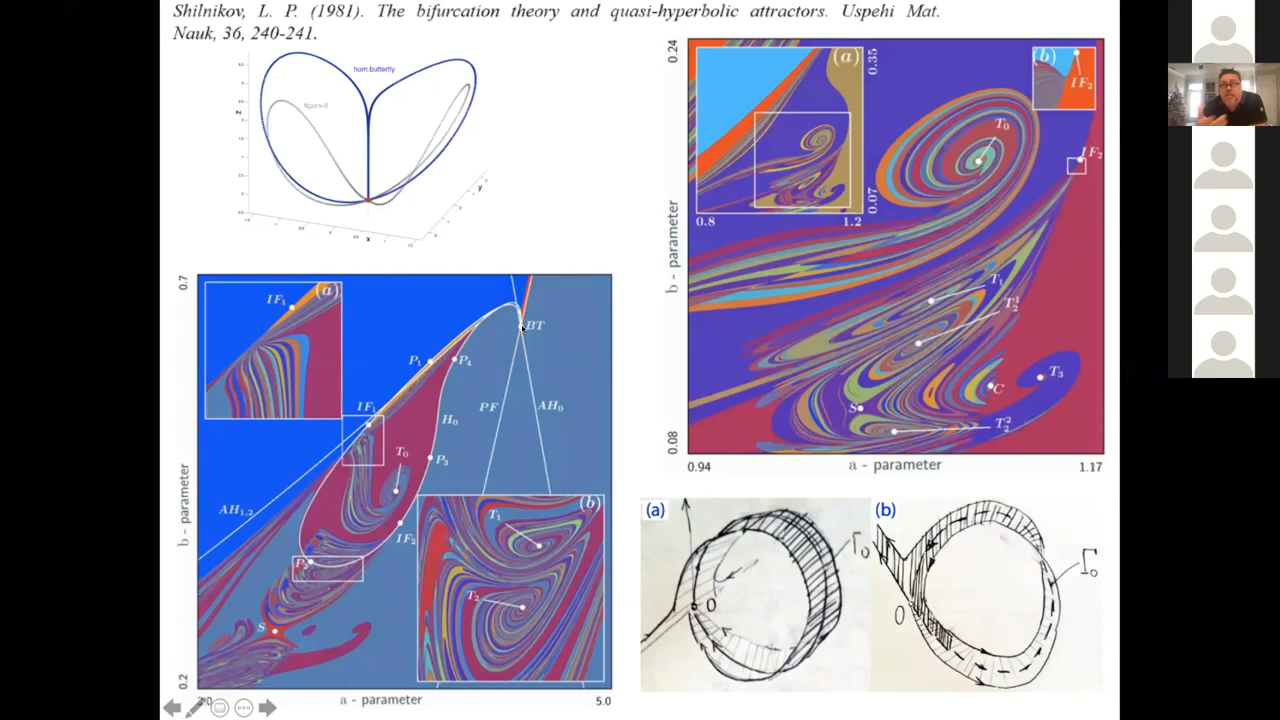 Shilnikov, L. P. (1981). The bifurcation theory and quasi-hyperbolic attractors. Uspehi Mat.
Nauk, 36, 240-241.
hom.butterfly
figure-8
z
y
x
0.24
b - parameter
0.08
0.94
a - parameter
1.17
(a)
0.35
0.07
0.8
1.2
(b)
IF2
T0
IF2
T1
T2^1
T3
C
S
T2^2
0.7
b - parameter
0.2
a - parameter
5.0
(a)
IF1
BT
P1
P4
IF1
H0
PF
AH0
T0
P3
AH1,2
IF2
P2
S
(b)
T1
T2
(a)
Γ0
O
(b)
Γ0
O